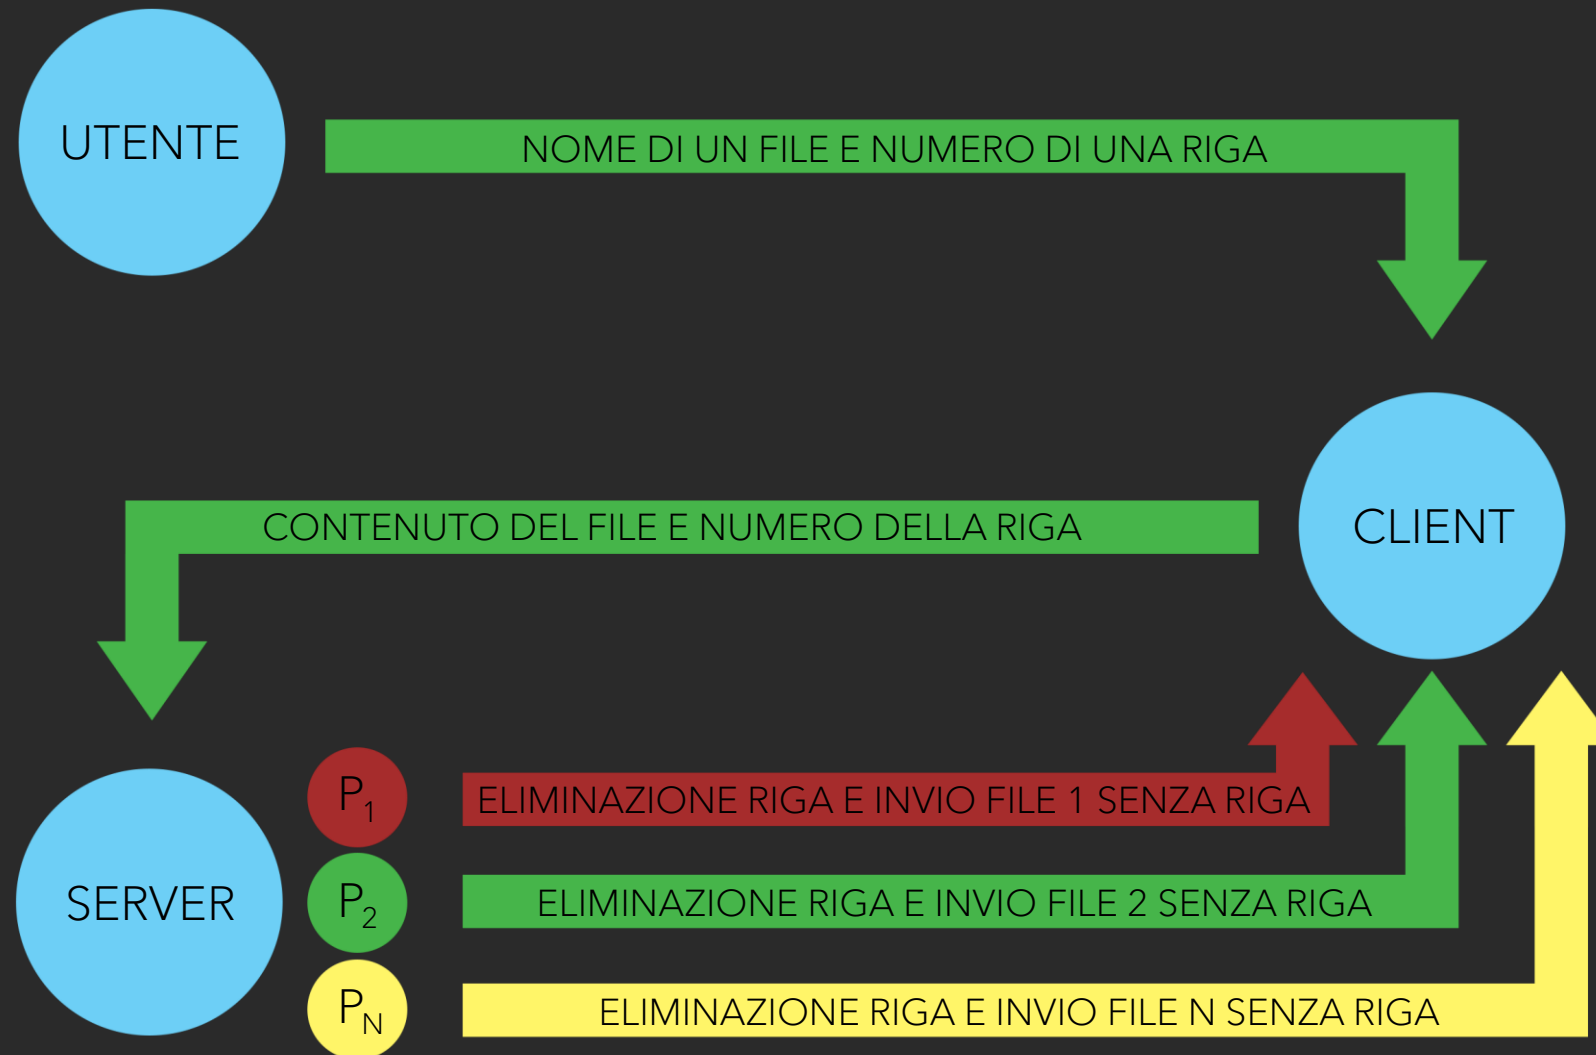 UTENTE
NOME DI UN FILE E NUMERO DI UNA RIGA
CONTENUTO DEL FILE E NUMERO DELLA RIGA
CLIENT
SERVER
P₁
ELIMINAZIONE RIGA E INVIO FILE 1 SENZA RIGA
P₂
ELIMINAZIONE RIGA E INVIO FILE 2 SENZA RIGA
Pₙ
ELIMINAZIONE RIGA E INVIO FILE N SENZA RIGA